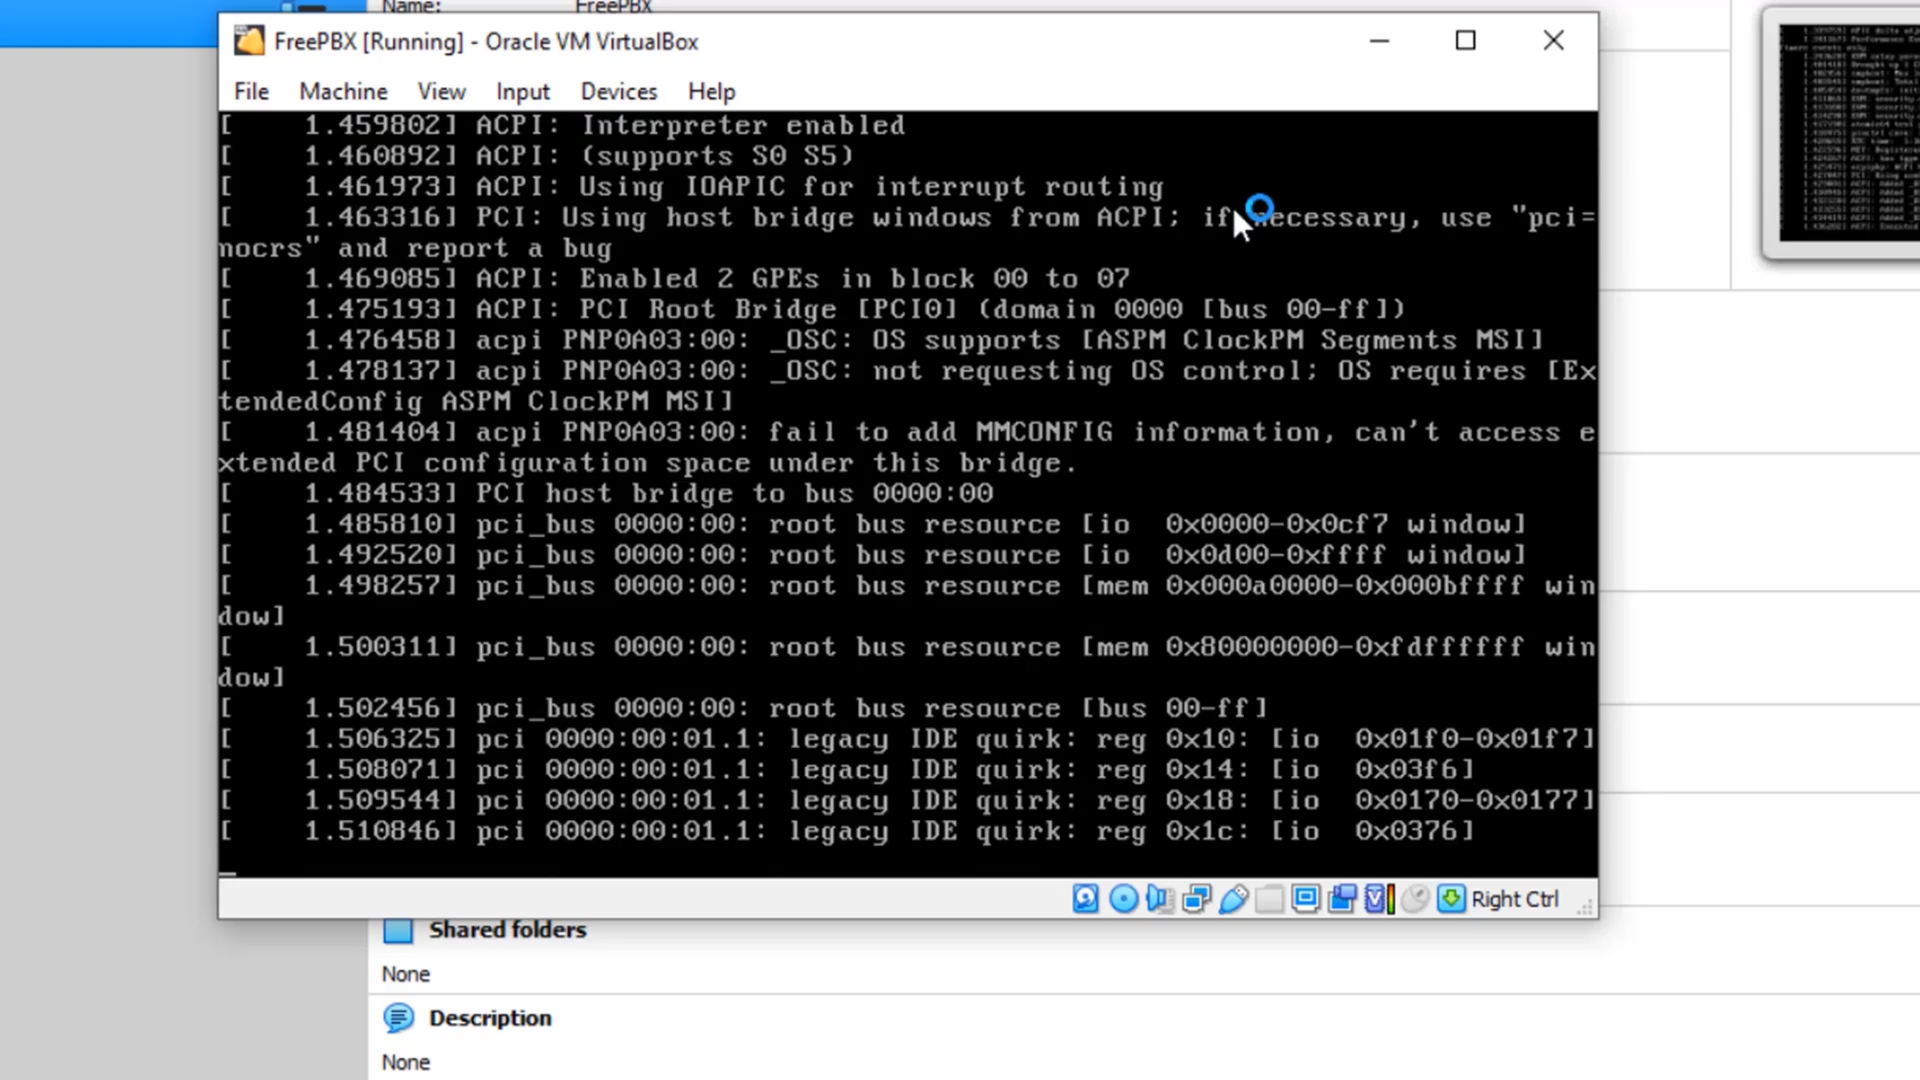 Name: FreePBX
FreePBX [Running] - Oracle VM VirtualBox
File Machine View Input Devices Help
[    1.459802] ACPI: Interpreter enabled
[    1.460892] ACPI: (supports S0 S5)
[    1.461973] ACPI: Using IOAPIC for interrupt routing
[    1.463316] PCI: Using host bridge windows from ACPI; if necessary, use "pci=
nocrs" and report a bug
[    1.469085] ACPI: Enabled 2 GPEs in block 00 to 07
[    1.475193] ACPI: PCI Root Bridge [PCI0] (domain 0000 [bus 00-ff])
[    1.476458] acpi PNP0A03:00: _OSC: OS supports [ASPM ClockPM Segments MSI]
[    1.478137] acpi PNP0A03:00: _OSC: not requesting OS control; OS requires [Ex
tendedConfig ASPM ClockPM MSI]
[    1.481404] acpi PNP0A03:00: fail to add MMCONFIG information, can't access e
xtended PCI configuration space under this bridge.
[    1.484533] PCI host bridge to bus 0000:00
[    1.485810] pci_bus 0000:00: root bus resource [io  0x0000-0x0cf7 window]
[    1.492520] pci_bus 0000:00: root bus resource [io  0x0d00-0xffff window]
[    1.498257] pci_bus 0000:00: root bus resource [mem 0x000a0000-0x000bffff win
dow]
[    1.500311] pci_bus 0000:00: root bus resource [mem 0x80000000-0xfdffffff win
dow]
[    1.502456] pci_bus 0000:00: root bus resource [bus 00-ff]
[    1.506325] pci 0000:00:01.1: legacy IDE quirk: reg 0x10: [io  0x01f0-0x01f7]
[    1.508071] pci 0000:00:01.1: legacy IDE quirk: reg 0x14: [io  0x03f6]
[    1.509544] pci 0000:00:01.1: legacy IDE quirk: reg 0x18: [io  0x0170-0x0177]
[    1.510846] pci 0000:00:01.1: legacy IDE quirk: reg 0x1c: [io  0x0376]
Right Ctrl
Shared folders
None
Description
None